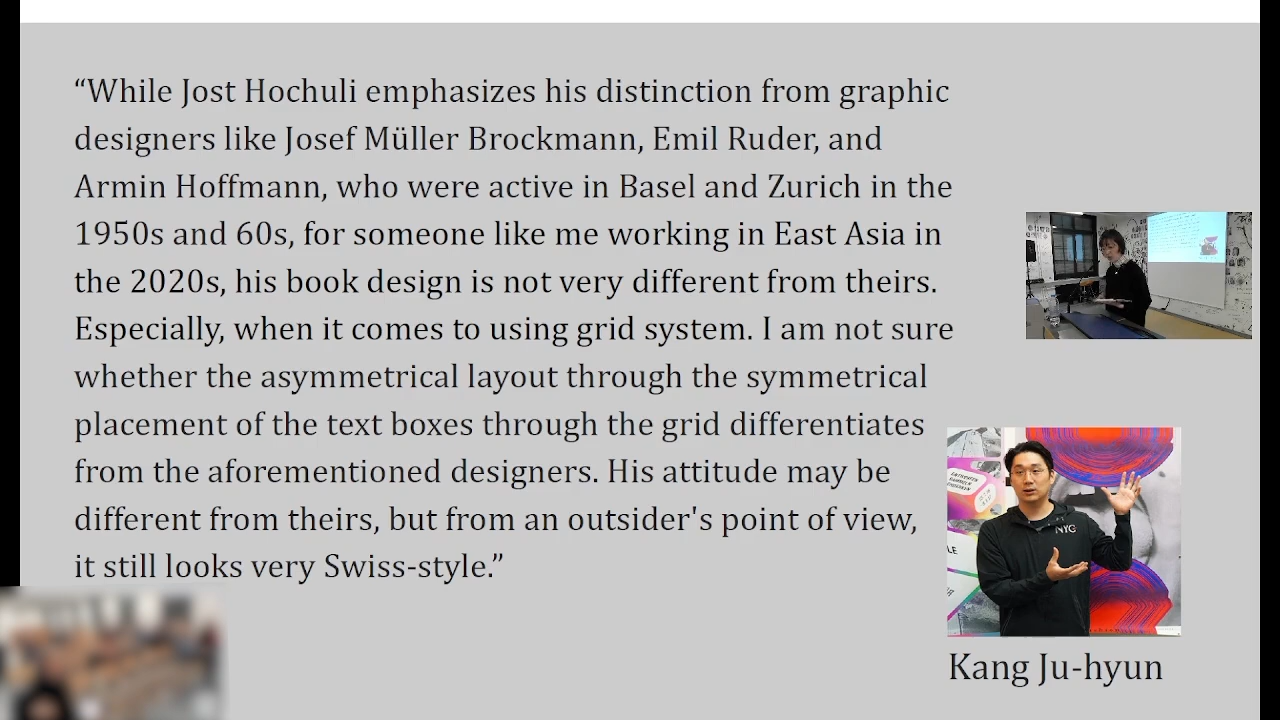 “While Jost Hochuli emphasizes his distinction from graphic
designers like Josef Müller Brockmann, Emil Ruder, and
Armin Hoffmann, who were active in Basel and Zurich in the
1950s and 60s, for someone like me working in East Asia in
the 2020s, his book design is not very different from theirs.
Especially, when it comes to using grid system. I am not sure
whether the asymmetrical layout through the symmetrical
placement of the text boxes through the grid differentiates
from the aforementioned designers. His attitude may be
different from theirs, but from an outsider's point of view,
it still looks very Swiss-style.”
NYC
Kang Ju-hyun